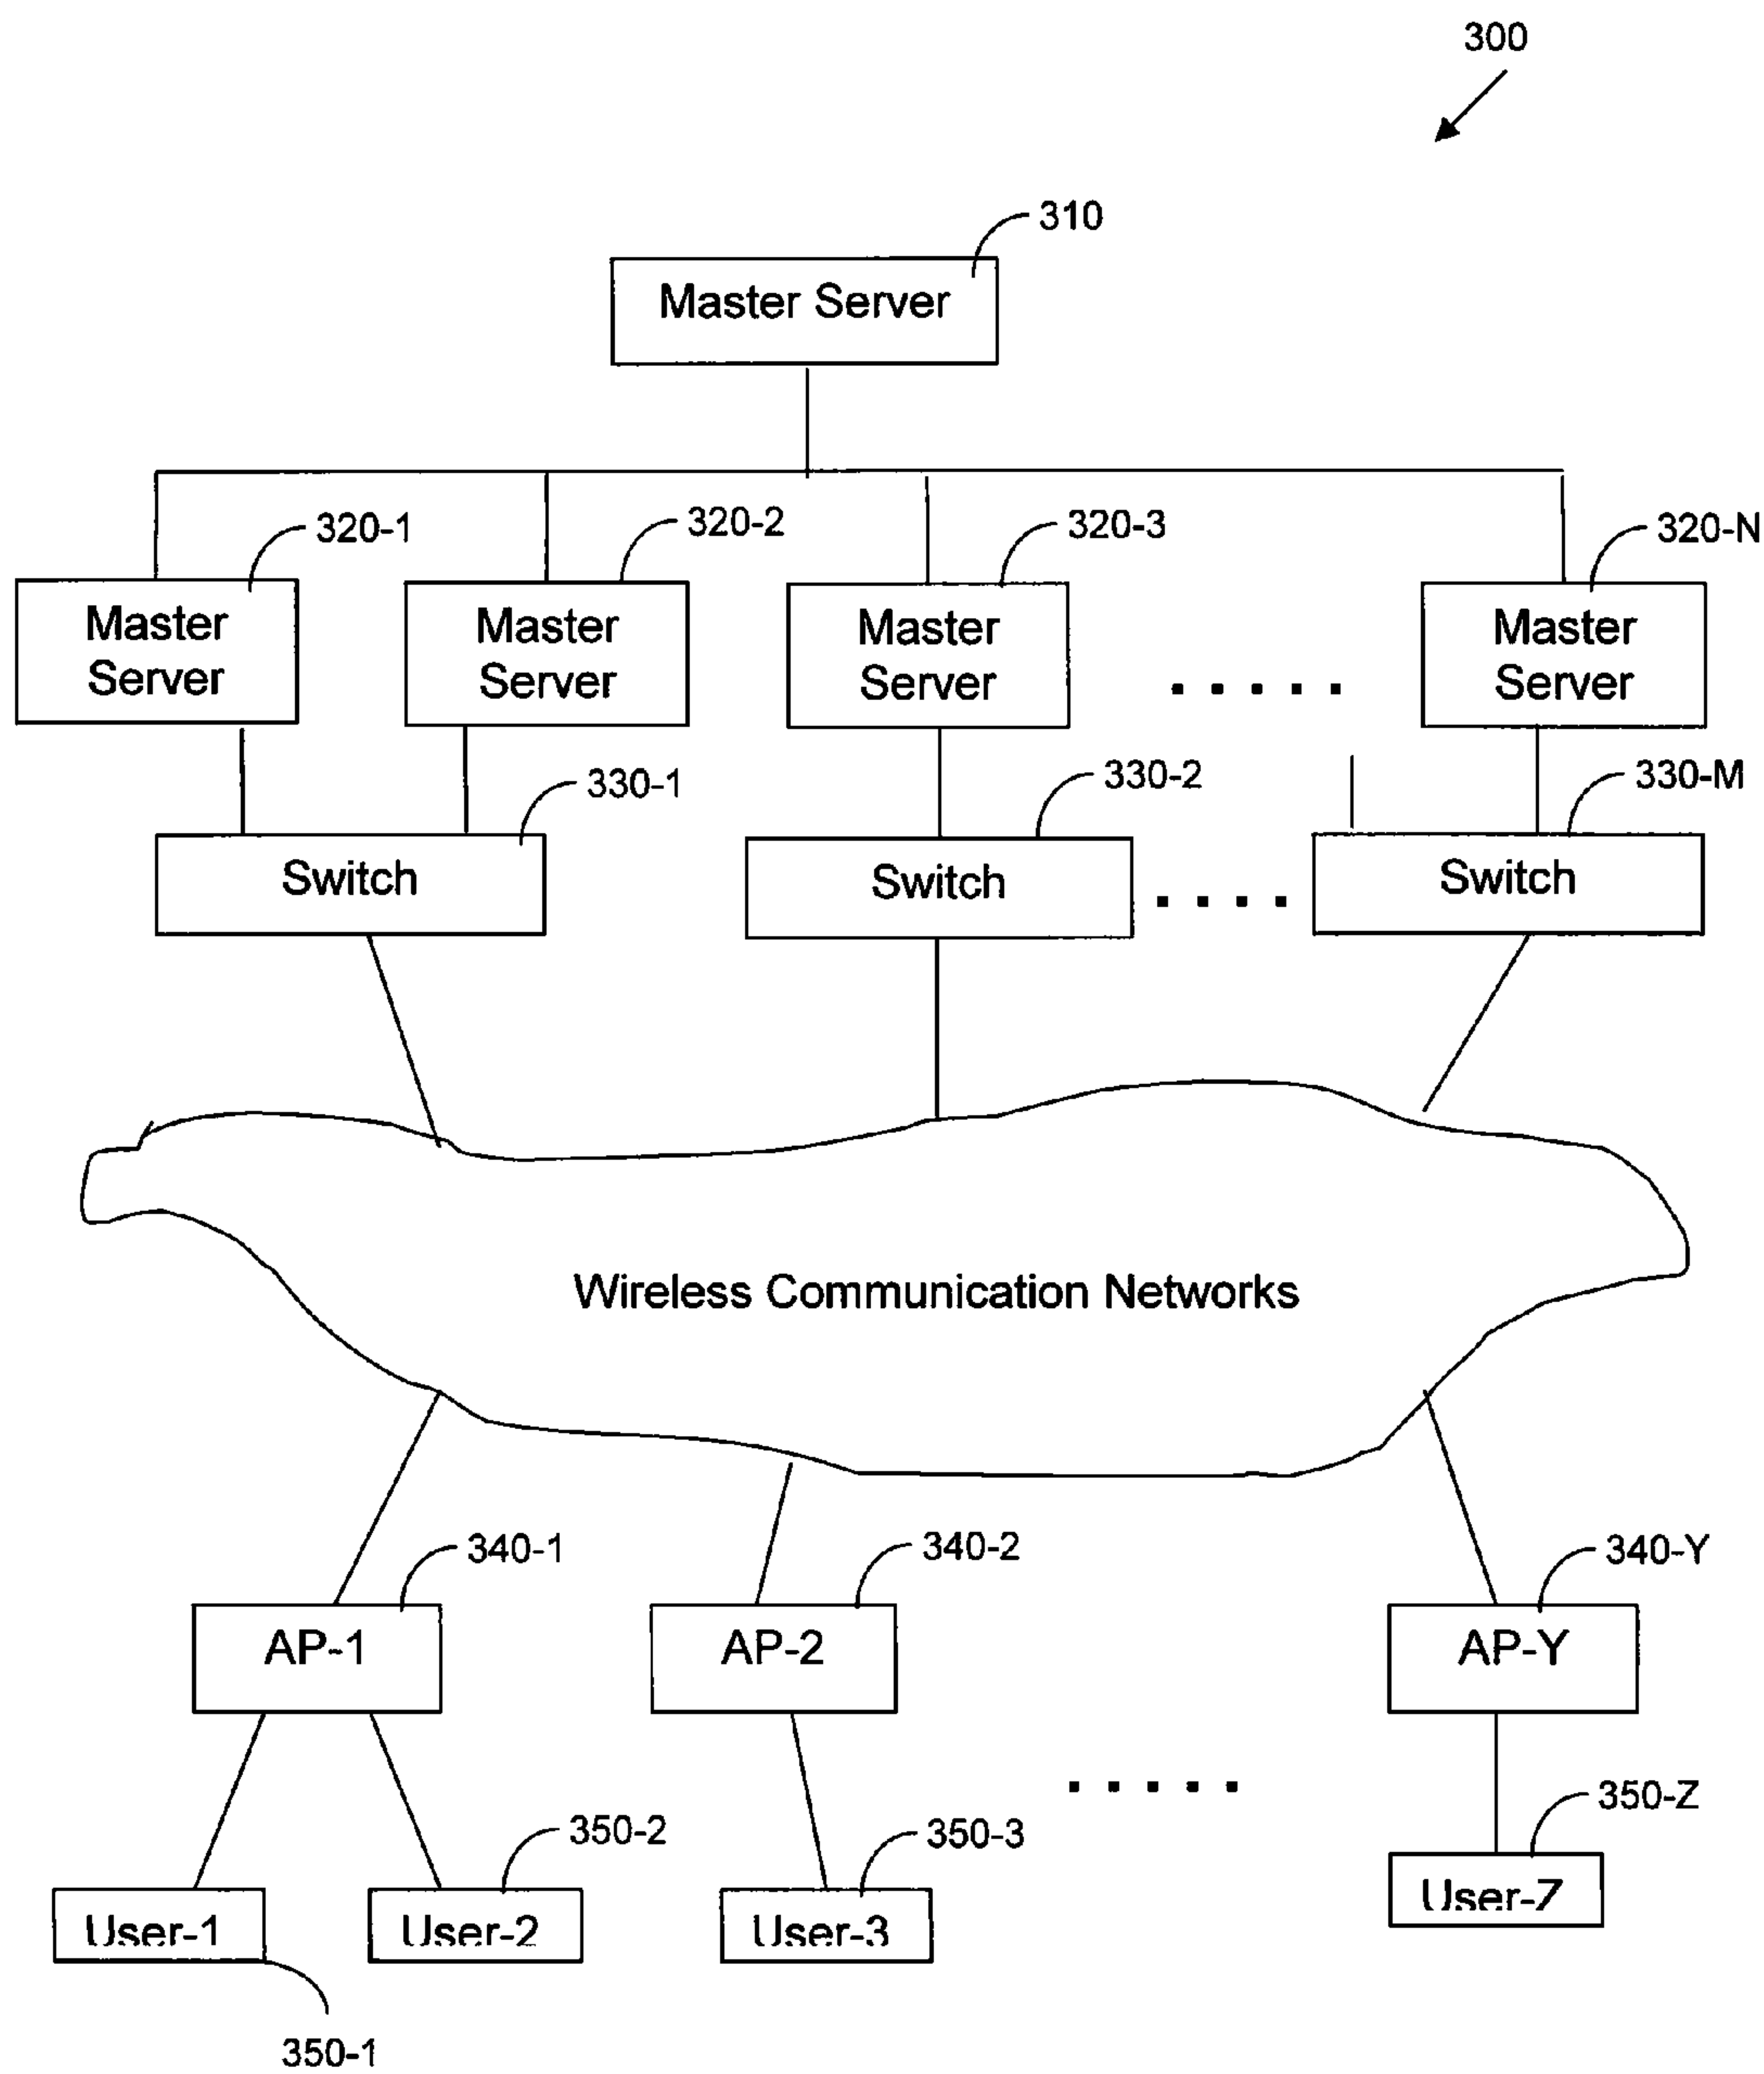 300
310
Master Server
320-1
320-2
320-3
320-N
Master
Server
Master
Server
Master
Server
Master
Server
330-1
330-2
330-M
Switch
Switch
Switch
Wireless Communication Networks
340-1
340-2
340-Y
AP-1
AP-2
AP-Y
350-2
350-3
350-Z
User-1
User-2
User-3
User-Z
350-1